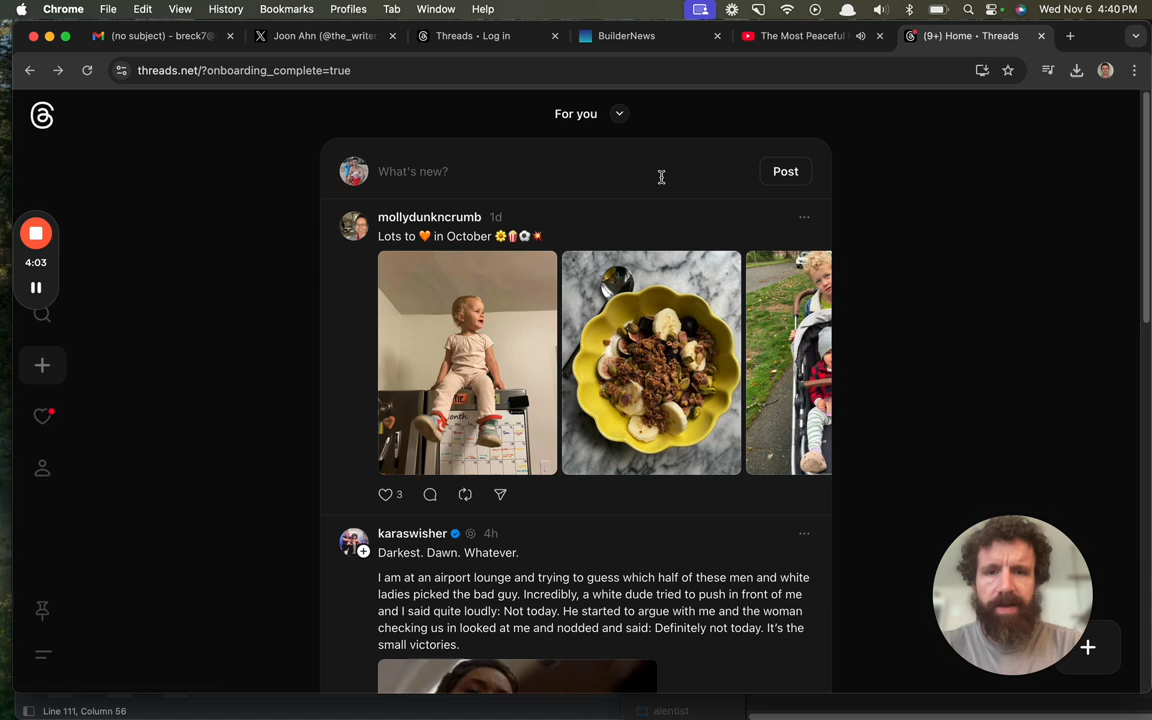 Chrome File Edit View History Bookmarks Profiles Tab Window Help Wed Nov 6 4:40 PM
(no subject) - breck7@ Joon Ahn (@the_writer Threads • Log in BuilderNews The Most Peaceful (9+) Home • Threads
threads.net/?onboarding_complete=true
For you
What's new?
Post
mollydunkncrumb 1d
Lots to 🧡 in October 🌼🍿⚽💥
4:03
3
karaswisher 4h
Darkest. Dawn. Whatever.
I am at an airport lounge and trying to guess which half of these men and white
ladies picked the bad guy. Incredibly, a white dude tried to push in front of me
and I said quite loudly: Not today. He started to argue with me and the woman
checking us in looked at me and nodded and said: Definitely not today. It's the
small victories.
Line 111, Column 56
aientist